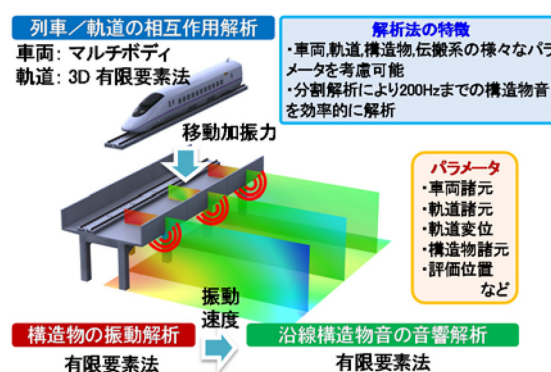 列車／軌道の相互作用解析
車両: マルチボディ
軌道: 3D 有限要素法
解析法の特徴
・車両,軌道,構造物,伝搬系の様々なパラ
メータを考慮可能
・分割解析により200Hzまでの構造物音
を効率的に解析
移動加振力
パラメータ
・車両諸元
・軌道諸元
・軌道変位
・構造物諸元
・評価位置
など
振動
速度
構造物の振動解析
有限要素法
沿線構造物音の音響解析
有限要素法